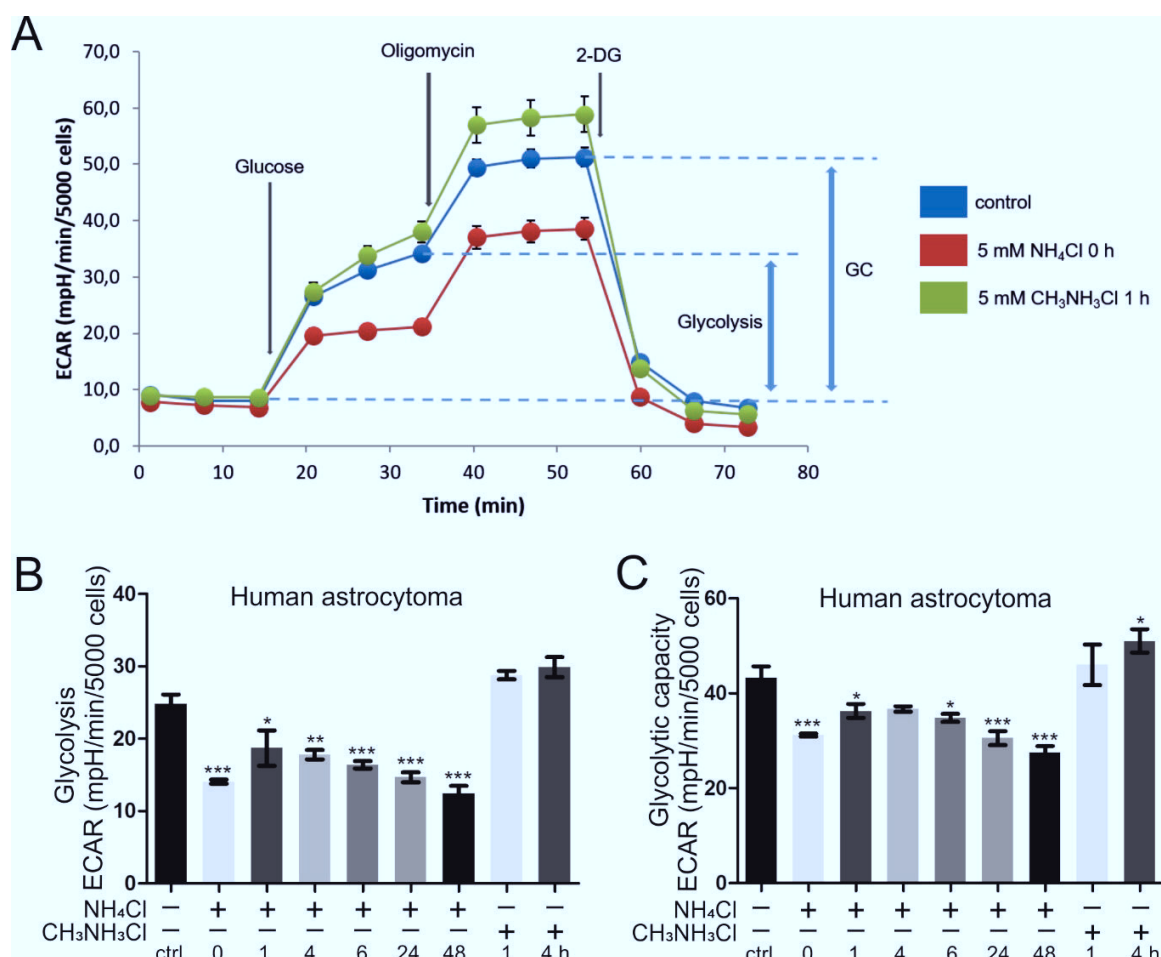 A
70,0
60,0
50,0
40,0
30,0
20,0
10,0
0,0
ECAR (mpH/min/5000 cells)
Glucose
Oligomycin
2-DG
Glycolysis
GC
control
5 mM NH₄Cl 0 h
5 mM CH₃NH₃Cl 1 h
0 10 20 30 40 50 60 70 80
Time (min)
B
Human astrocytoma
Glycolysis
ECAR (mpH/min/5000 cells)
40
30
20
10
0
*** * ** *** *** ***
NH₄Cl – + + + + + + – –
CH₃NH₃Cl – – – – – – – + +
ctrl 0 1 4 6 24 48 1 4 h
C
Human astrocytoma
Glycolytic capacity
ECAR (mpH/min/5000 cells)
60
40
20
0
*** * * *** *** *
NH₄Cl – + + + + + + – –
CH₃NH₃Cl – – – – – – – + +
ctrl 0 1 4 6 24 48 1 4 h